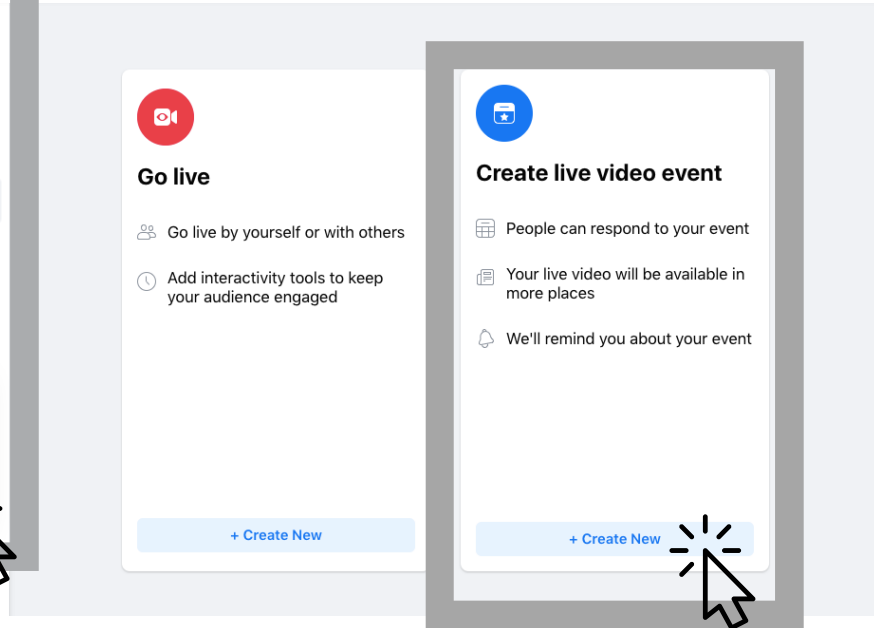 Go live
Go live by yourself or with others
Add interactivity tools to keep
your audience engaged
+ Create New
Create live video event
People can respond to your event
Your live video will be available in
more places
We'll remind you about your event
+ Create New